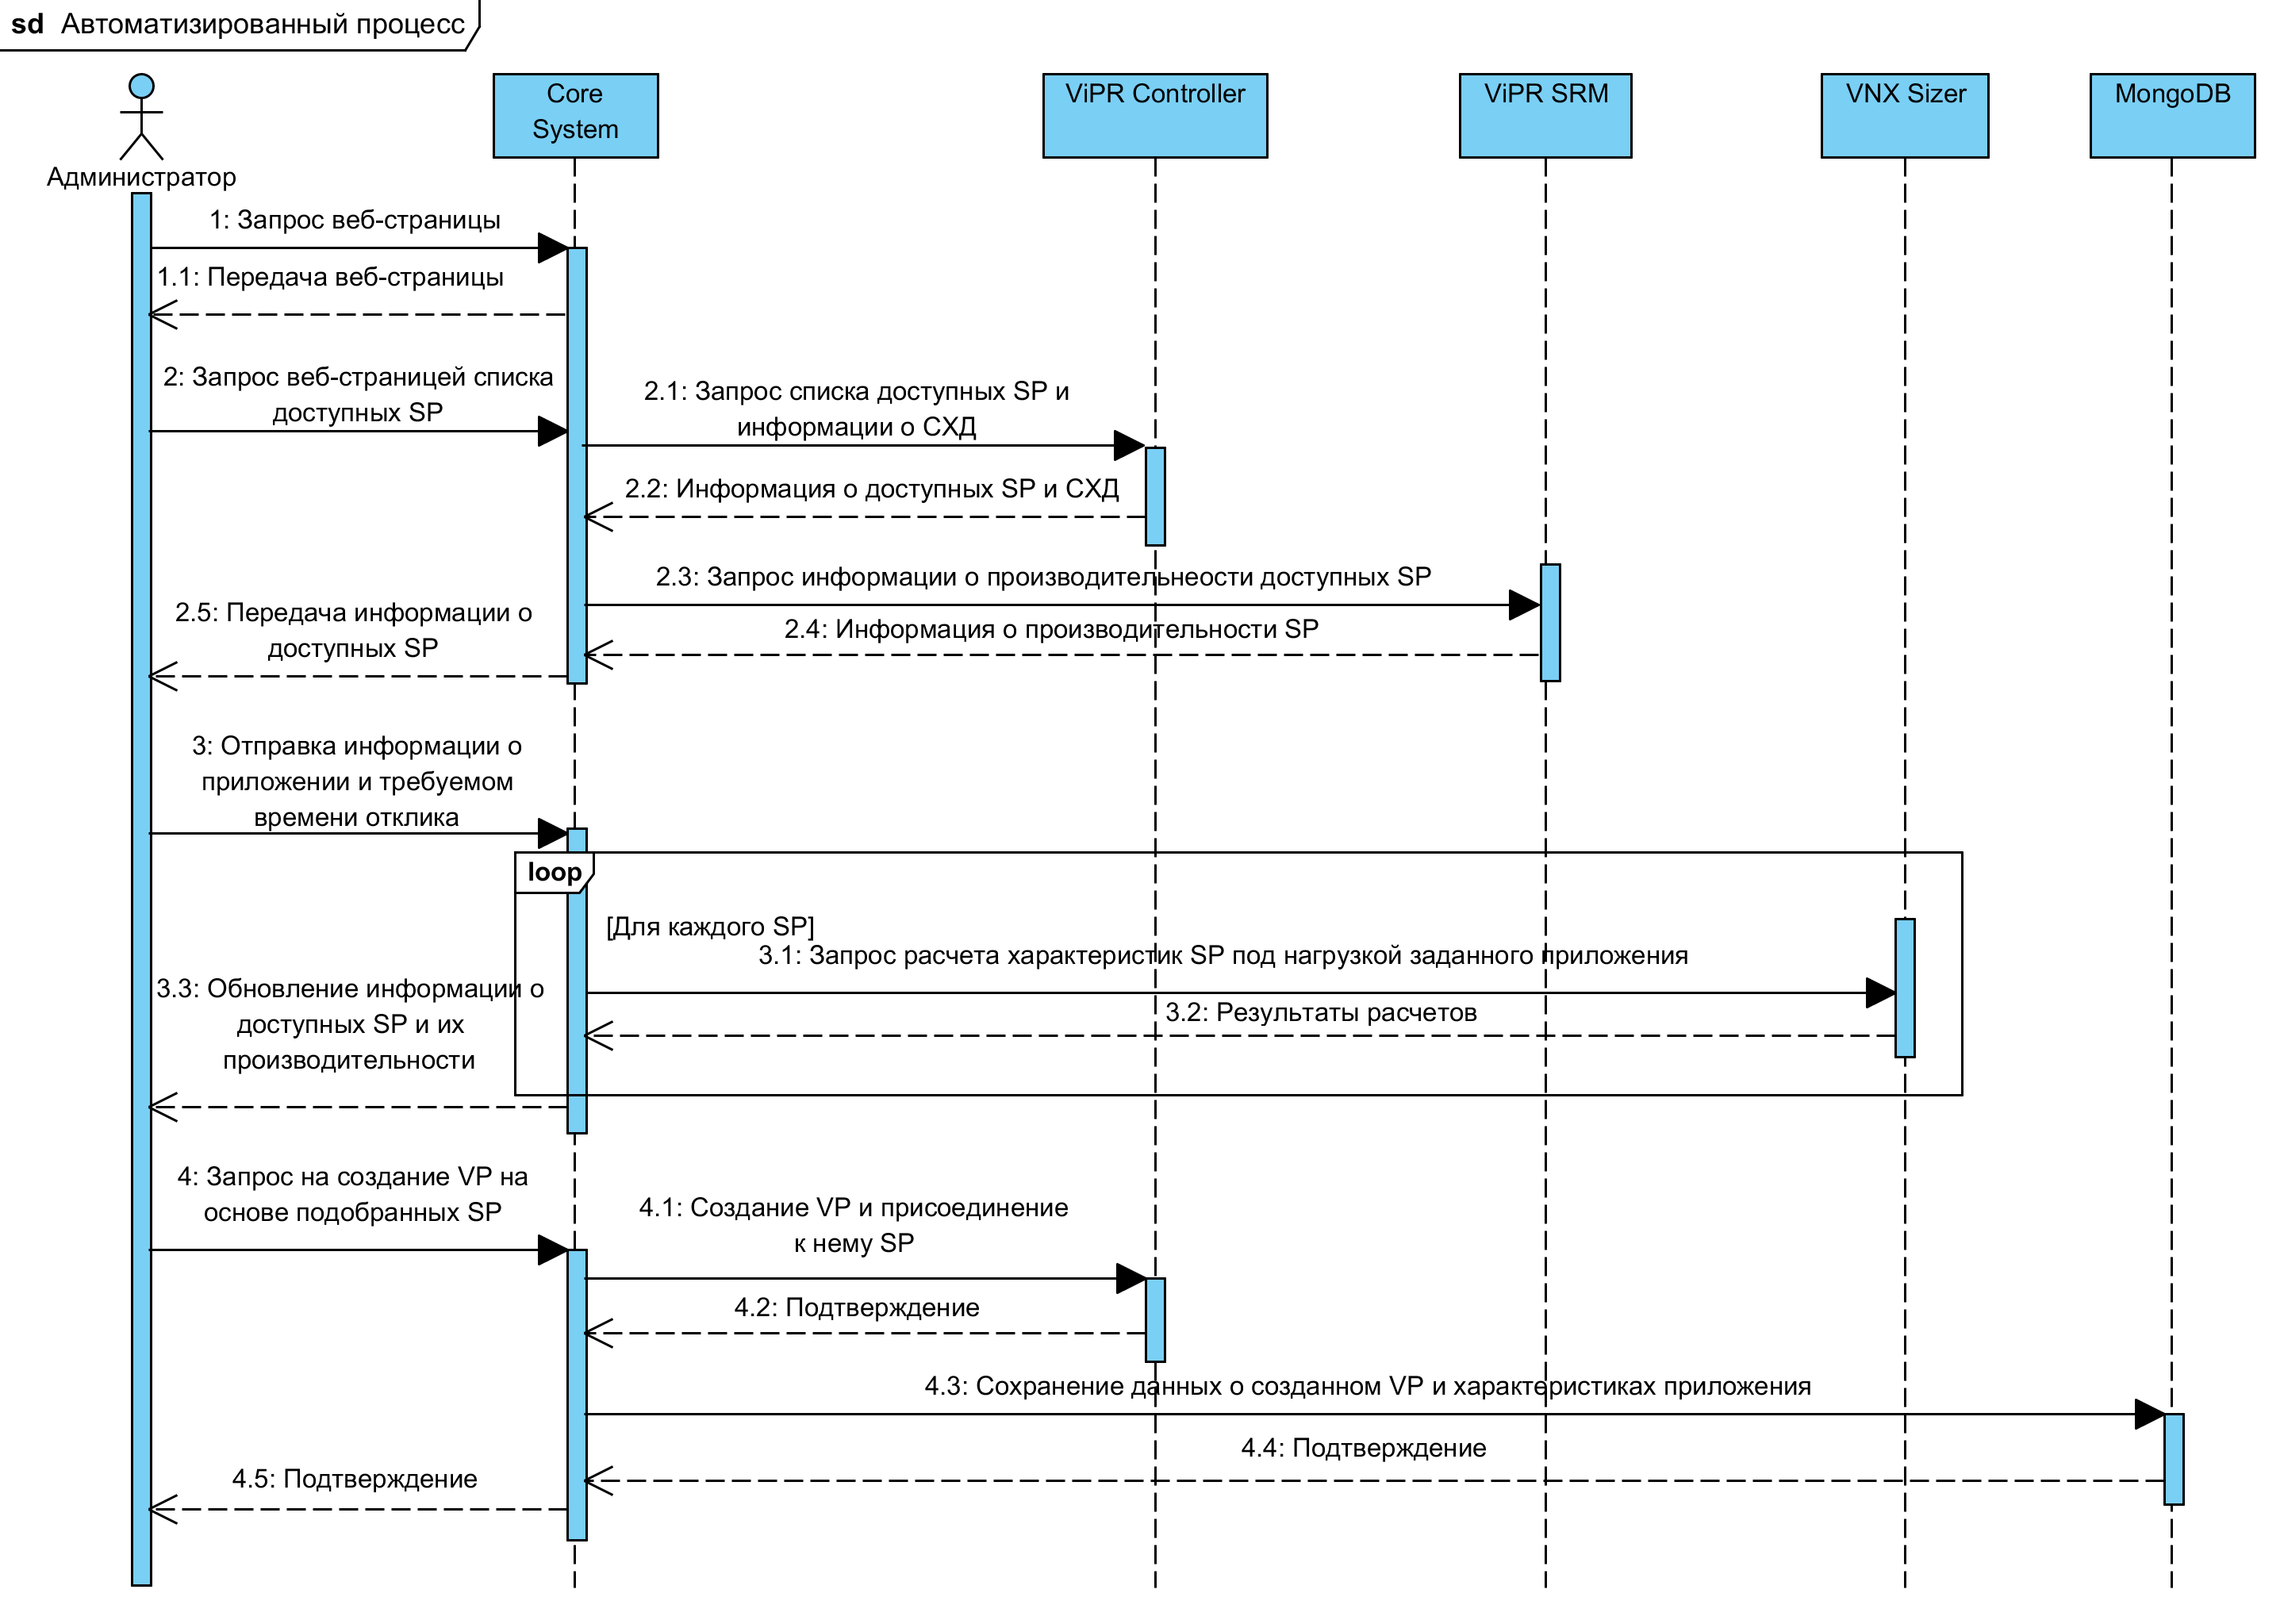 sd Автоматизированный процесс
Core
System
ViPR Controller
ViPR SRM
VNX Sizer
MongoDB
Администратор
1: Запрос веб-страницы
1.1: Передача веб-страницы
2: Запрос веб-страницей списка
доступных SP
2.1: Запрос списка доступных SP и
информации о СХД
2.2: Информация о доступных SP и СХД
2.3: Запрос информации о производительнеости доступных SP
2.4: Информация о производительности SP
2.5: Передача информации о
доступных SP
3: Отправка информации о
приложении и требуемом
времени отклика
loop
[Для каждого SP]
3.1: Запрос расчета характеристик SP под нагрузкой заданного приложения
3.2: Результаты расчетов
3.3: Обновление информации о
доступных SP и их
производительности
4: Запрос на создание VP на
основе подобранных SP
4.1: Создание VP и присоединение
к нему SP
4.2: Подтверждение
4.3: Сохранение данных о созданном VP и характеристиках приложения
4.4: Подтверждение
4.5: Подтверждение